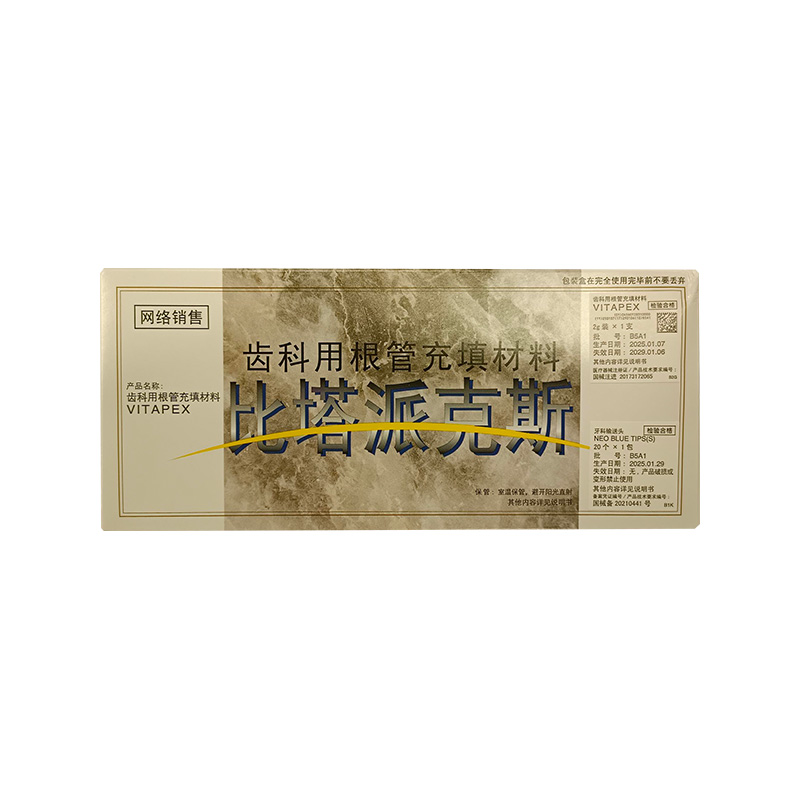 包装盒在完全使用完毕前不要丢弃
网络销售
产品名称:
齿科用根管充填材料
VITAPEX
齿科用根管充填材料
比塔派克斯
保管：室温保管，避开阳光直射
其他内容详见说明书
齿科用根管充填材料
VITAPEX
检验合格
2g 装 × 1 支
批 号：B5A1
生产日期：2025.01.07
失效日期：2029.01.06
其他内容详见说明书
医疗器械注册证／产品技术要求编号：
国械注进 20173172065
牙科输送头
检验合格
NEO BLUE TIPS(S)
20 个 × 1 包
批 号：B5A1
生产日期：2025.01.29
失效日期：无，产品破损或
变形禁止使用
其他内容详见说明书
备案凭证编号／产品技术要求编号：
国械备 20210441 号
B1K